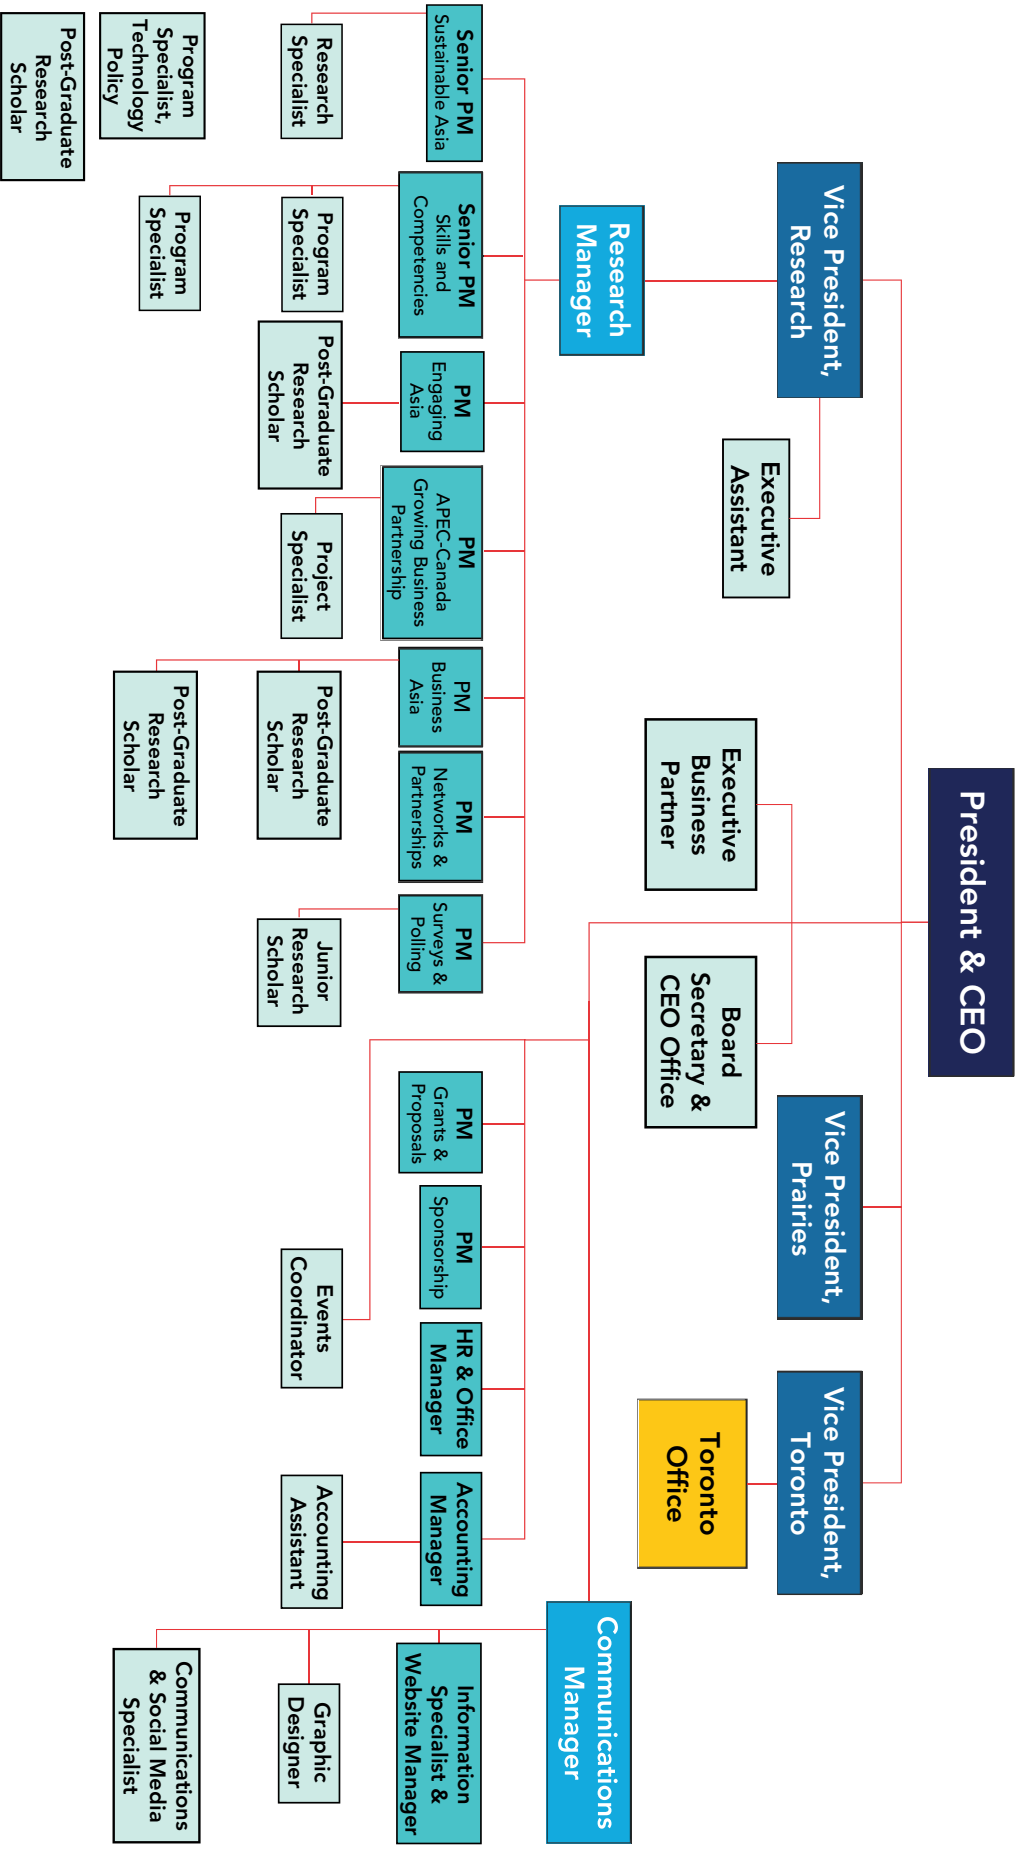 President & CEO
Vice President,
Research
Vice President,
Prairies
Vice President,
Toronto
Executive
Assistant
Executive
Business
Partner
Board
Secretary &
CEO Office
Toronto
Office
Research
Manager
Communications
Manager
Senior PM
Sustainable Asia
Senior PM
Skills and
Competencies
PM
Engaging
Asia
PM
APEC-Canada
Growing Business
Partnership
PM
Business
Asia
PM
Networks &
Partnerships
PM
Surveys &
Polling
PM
Grants &
Proposals
PM
Sponsorship
HR & Office
Manager
Accounting
Manager
Information
Specialist &
Website Manager
Research
Specialist
Program
Specialist
Post-Graduate
Research
Scholar
Project
Specialist
Post-Graduate
Research
Scholar
Junior
Research
Scholar
Events
Coordinator
Accounting
Assistant
Graphic
Designer
Program
Specialist,
Technology
Policy
Program
Specialist
Post-Graduate
Research
Scholar
Communications
& Social Media
Specialist
Post-Graduate
Research
Scholar